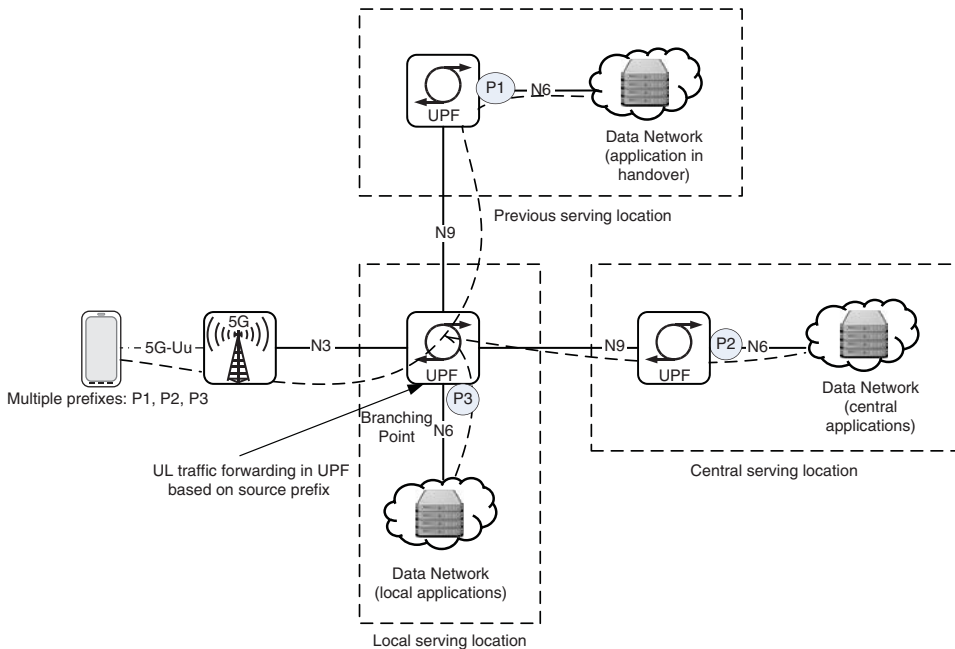 UPF
P1
N6
Data Network
(application in
handover)
Previous serving location
N9
5G
5G-Uu
N3
UPF
N9
UPF
P2
N6
Multiple prefixes: P1, P2, P3
P3
Branching
Point
N6
Data Network
(central
applications)
UL traffic forwarding in UPF
based on source prefix
Central serving location
Data Network
(local applications)
Local serving location